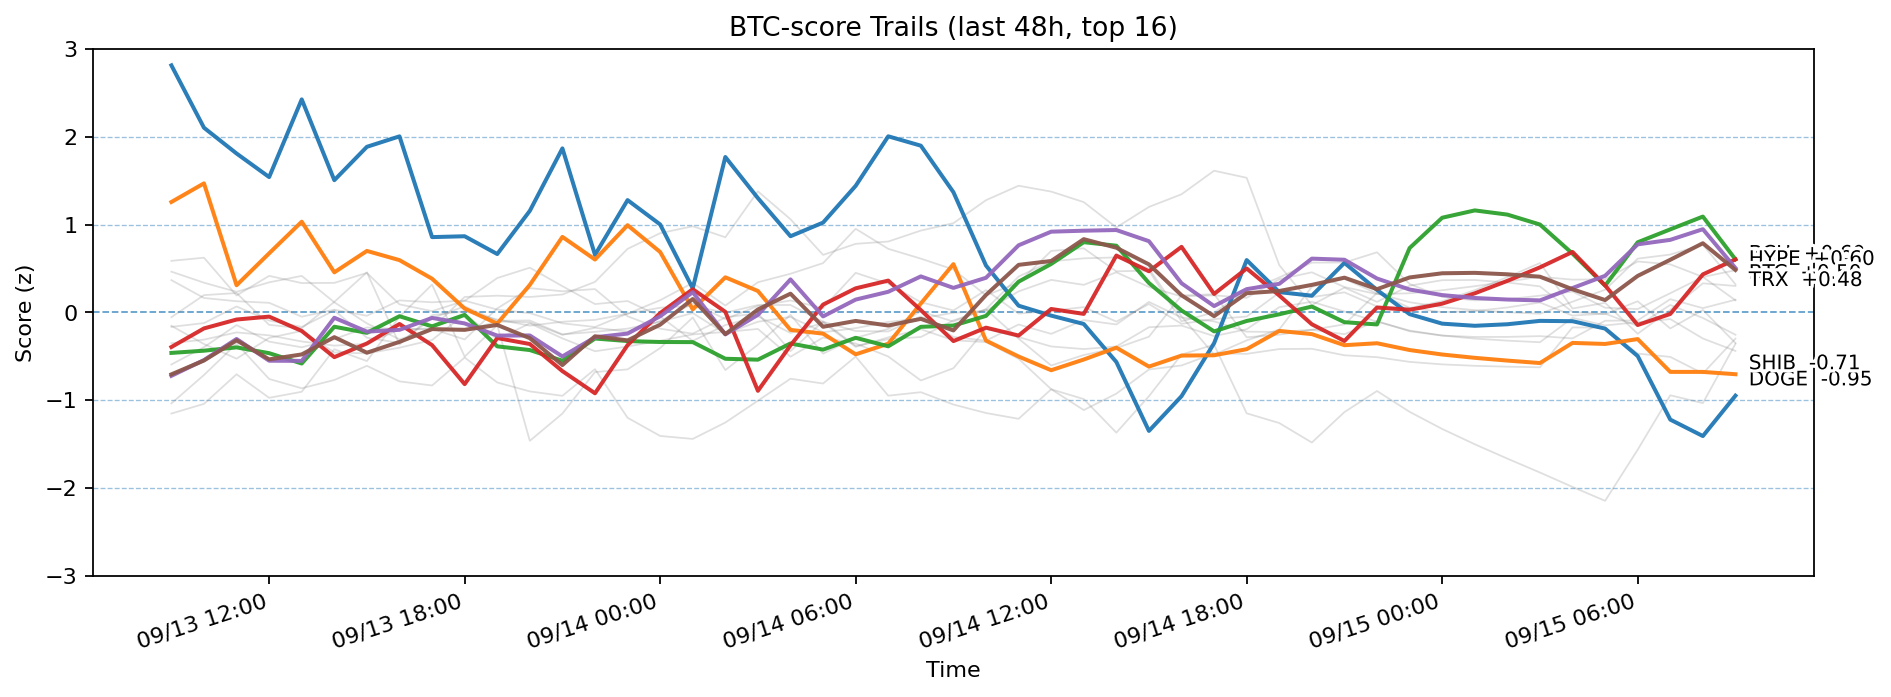 BTC-score Trails (last 48h, top 16)
Score (z)
3
2
1
0
−1
−2
−3
HYPE +0.60
TRX +0.48
SHIB -0.71
DOGE -0.95
09/13 12:00
09/13 18:00
09/14 00:00
09/14 06:00
09/14 12:00
09/14 18:00
09/15 00:00
09/15 06:00
Time